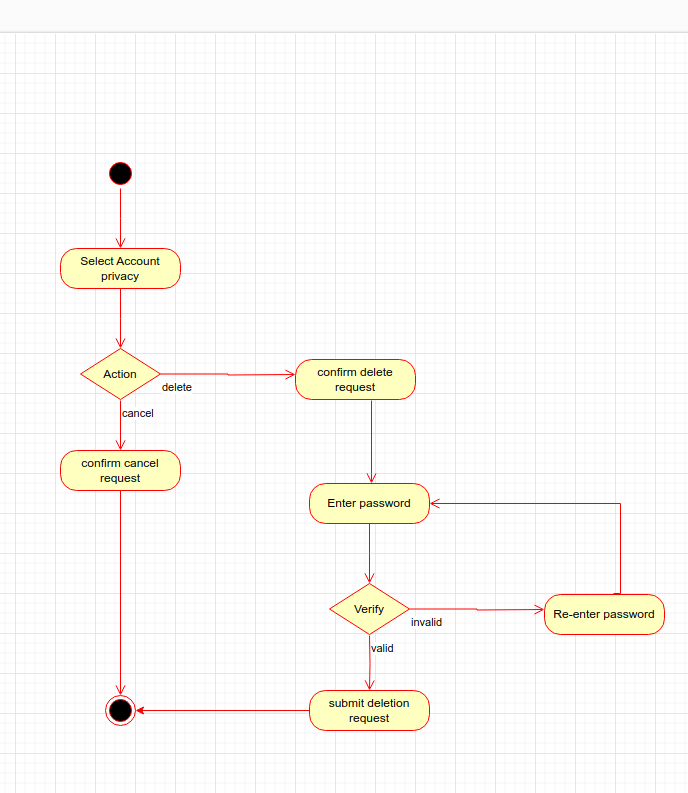 Select Account
privacy
Action
delete
confirm delete
request
cancel
confirm cancel
request
Enter password
Verify
invalid
Re-enter password
valid
submit deletion
request